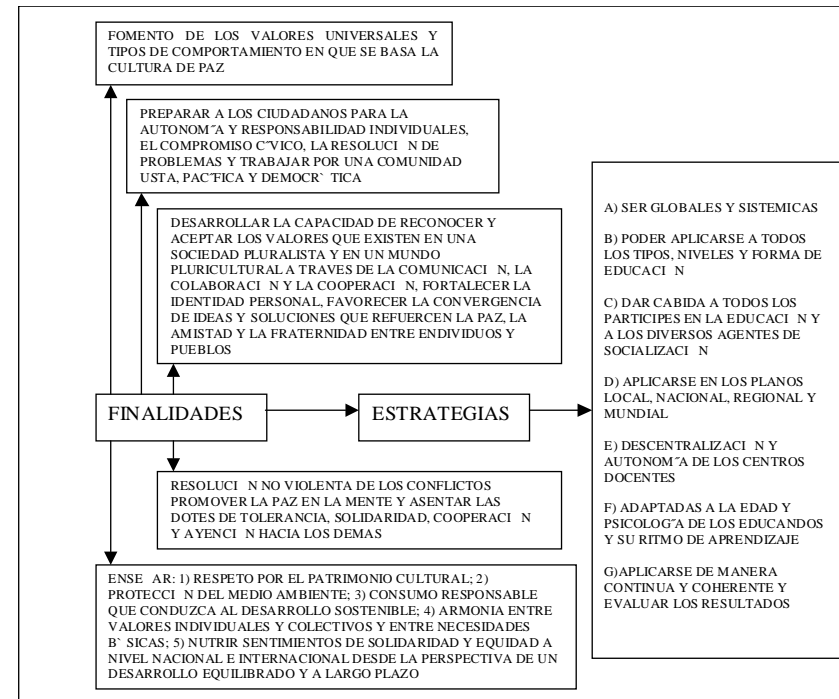 FOMENTO DE LOS VALORES UNIVERSALES Y
TIPOS DE COMPORTAMIENTO EN QUE SE BASA LA
CULTURA DE PAZ
PREPARAR A LOS CIUDADANOS PARA LA
AUTONOM˝A Y RESPONSABILIDAD INDIVIDUALES,
EL COMPROMISO C˝VICO, LA RESOLUCI N DE
PROBLEMAS Y TRABAJAR POR UNA COMUNIDAD
USTA, PAC˝FICA Y DEMOCR` TICA
DESARROLLAR LA CAPACIDAD DE RECONOCER Y
ACEPTAR LOS VALORES QUE EXISTEN EN UNA
SOCIEDAD PLURALISTA Y EN UN MUNDO
PLURICULTURAL A TRAVES DE LA COMUNICACI N, LA
COLABORACI N Y LA COOPERACI N, FORTALECER LA
IDENTIDAD PERSONAL, FAVORECER LA CONVERGENCIA
DE IDEAS Y SOLUCIONES QUE REFUERCEN LA PAZ, LA
AMISTAD Y LA FRATERNIDAD ENTRE ENDIVIDUOS Y
PUEBLOS
FINALIDADES
ESTRATEGIAS
RESOLUCI N NO VIOLENTA DE LOS CONFLICTOS
PROMOVER LA PAZ EN LA MENTE Y ASENTAR LAS
DOTES DE TOLERANCIA, SOLIDARIDAD, COOPERACI N
Y AYENCI N HACIA LOS DEMAS
ENSE AR: 1) RESPETO POR EL PATRIMONIO CULTURAL; 2)
PROTECCI N DEL MEDIO AMBIENTE; 3) CONSUMO RESPONSABLE
QUE CONDUZCA AL DESARROLLO SOSTENIBLE; 4) ARMONIA ENTRE
VALORES INDIVIDUALES Y COLECTIVOS Y ENTRE NECESIDADES
B` SICAS; 5) NUTRIR SENTIMIENTOS DE SOLIDARIDAD Y EQUIDAD A
NIVEL NACIONAL E INTERNACIONAL DESDE LA PERSPECTIVA DE UN
DESARROLLO EQUILIBRADO Y A LARGO PLAZO
A) SER GLOBALES Y SISTEMICAS
B) PODER APLICARSE A TODOS
LOS TIPOS, NIVELES Y FORMA DE
EDUCACI N
C) DAR CABIDA A TODOS LOS
PARTICIPES EN LA EDUCACI N Y
A LOS DIVERSOS AGENTES DE
SOCIALIZACI N
D) APLICARSE EN LOS PLANOS
LOCAL, NACIONAL, REGIONAL Y
MUNDIAL
E) DESCENTRALIZACI N Y
AUTONOM˝A DE LOS CENTROS
DOCENTES
F) ADAPTADAS A LA EDAD Y
PSICOLOG˝A DE LOS EDUCANDOS
Y SU RITMO DE APRENDIZAJE
G)APLICARSE DE MANERA
CONTINUA Y COHERENTE Y
EVALUAR LOS RESULTADOS